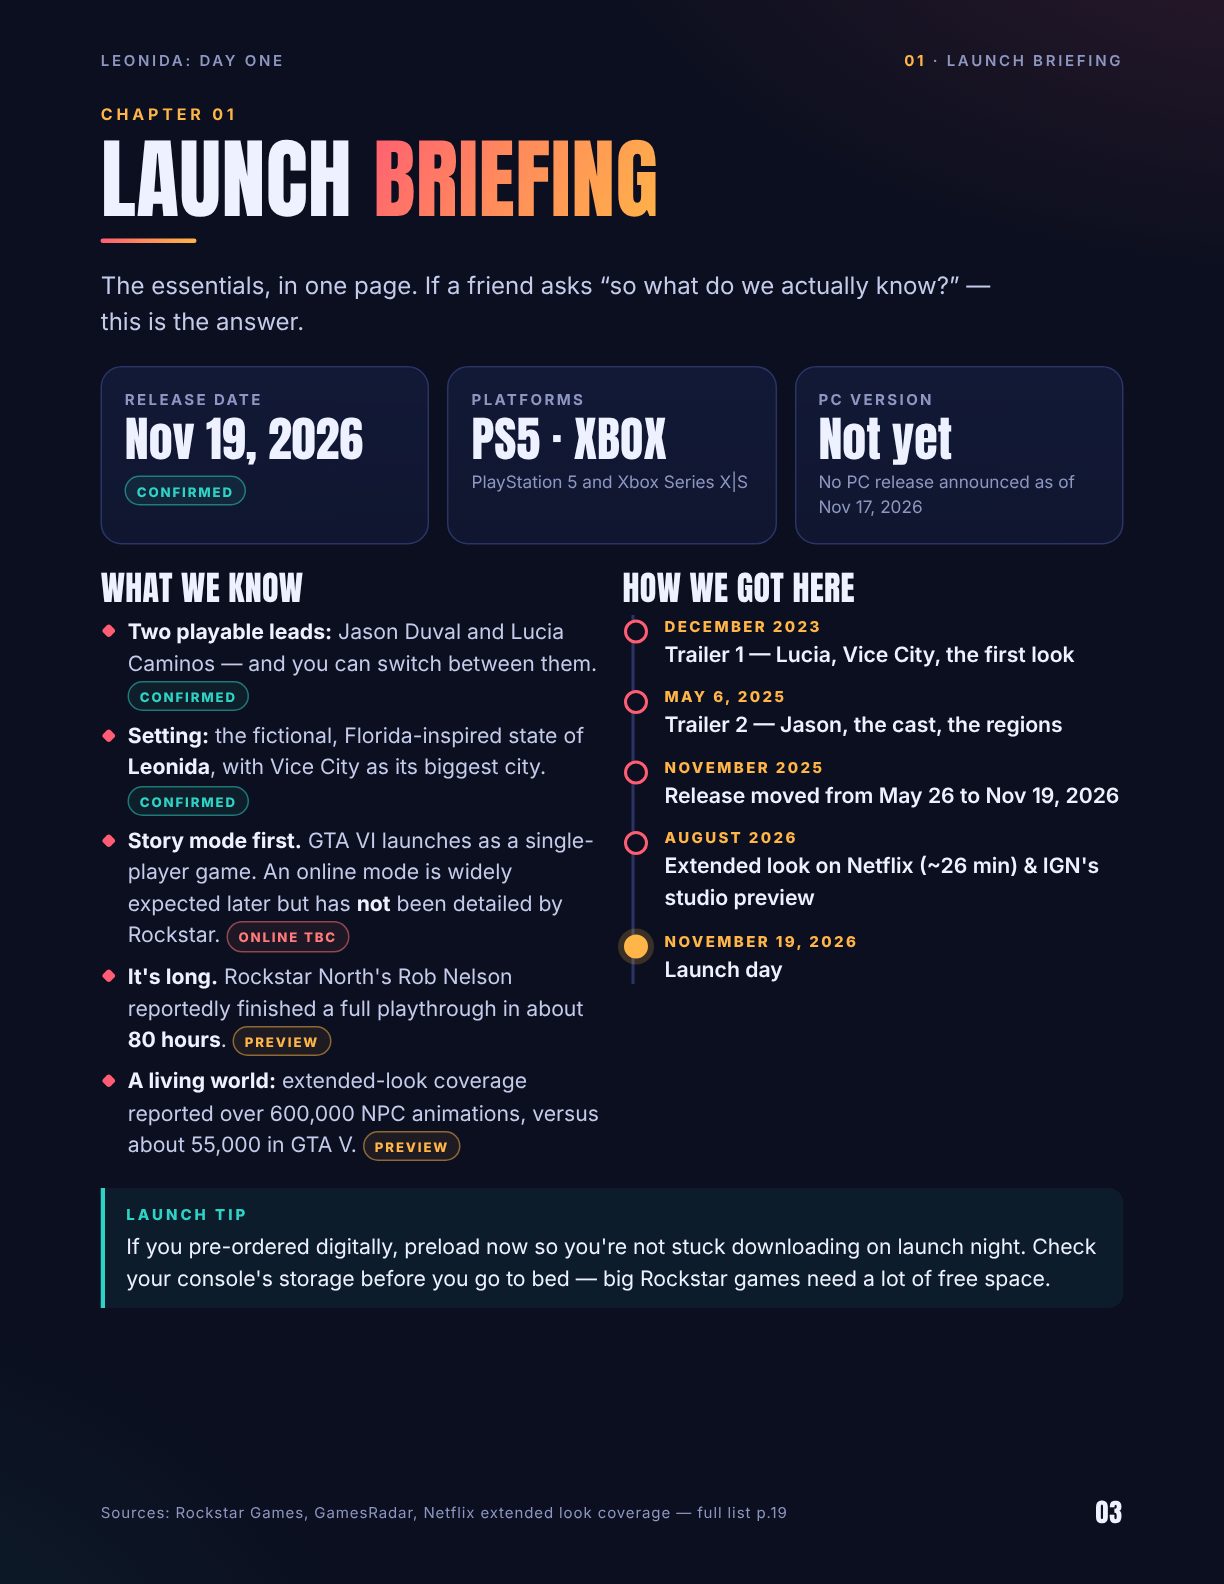 LEONIDA: DAY ONE
01 · LAUNCH BRIEFING
CHAPTER 01
LAUNCH BRIEFING
The essentials, in one page. If a friend asks “so what do we actually know?” —
this is the answer.
RELEASE DATE
Nov 19, 2026
CONFIRMED
PLATFORMS
PS5 · XBOX
PlayStation 5 and Xbox Series X|S
PC VERSION
Not yet
No PC release announced as of
Nov 17, 2026
WHAT WE KNOW
Two playable leads: Jason Duval and Lucia
Caminos — and you can switch between them.
CONFIRMED
Setting: the fictional, Florida-inspired state of
Leonida, with Vice City as its biggest city.
CONFIRMED
Story mode first. GTA VI launches as a single-
player game. An online mode is widely
expected later but has not been detailed by
Rockstar. ONLINE TBC
It's long. Rockstar North's Rob Nelson
reportedly finished a full playthrough in about
80 hours. PREVIEW
A living world: extended-look coverage
reported over 600,000 NPC animations, versus
about 55,000 in GTA V. PREVIEW
HOW WE GOT HERE
DECEMBER 2023
Trailer 1 — Lucia, Vice City, the first look
MAY 6, 2025
Trailer 2 — Jason, the cast, the regions
NOVEMBER 2025
Release moved from May 26 to Nov 19, 2026
AUGUST 2026
Extended look on Netflix (~26 min) & IGN's
studio preview
NOVEMBER 19, 2026
Launch day
LAUNCH TIP
If you pre-ordered digitally, preload now so you're not stuck downloading on launch night. Check
your console's storage before you go to bed — big Rockstar games need a lot of free space.
Sources: Rockstar Games, GamesRadar, Netflix extended look coverage — full list p.19
03